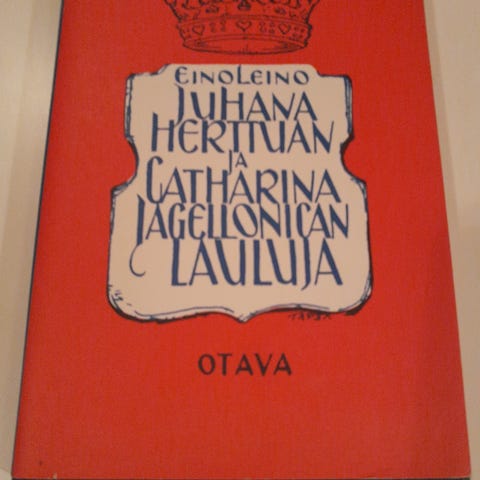 EINO LEINO
JUHANA
HERTTUAN
JA
CATHARINA
JAGELLONICAN
LAULUJA
OTAVA